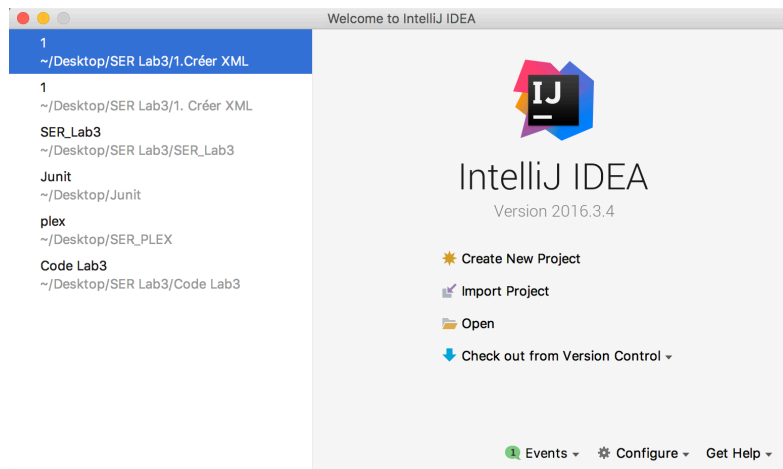 Welcome to IntelliJ IDEA
1
~/Desktop/SER Lab3/1.Créer XML
1
~/Desktop/SER Lab3/1. Créer XML
SER_Lab3
~/Desktop/SER Lab3/SER_Lab3
Junit
~/Desktop/Junit
plex
~/Desktop/SER_PLEX
Code Lab3
~/Desktop/SER Lab3/Code Lab3
IJ
IntelliJ IDEA
Version 2016.3.4
Create New Project
Import Project
Open
Check out from Version Control
1 Events Configure Get Help